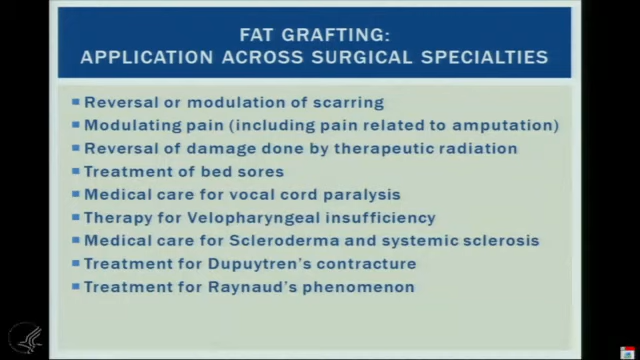 FAT GRAFTING:
APPLICATION ACROSS SURGICAL SPECIALTIES
Reversal or modulation of scarring
Modulating pain (including pain related to amputation)
Reversal of damage done by therapeutic radiation
Treatment of bed sores
Medical care for vocal cord paralysis
Therapy for Velopharyngeal insufficiency
Medical care for Scleroderma and systemic sclerosis
Treatment for Dupuytren's contracture
Treatment for Raynaud's phenomenon